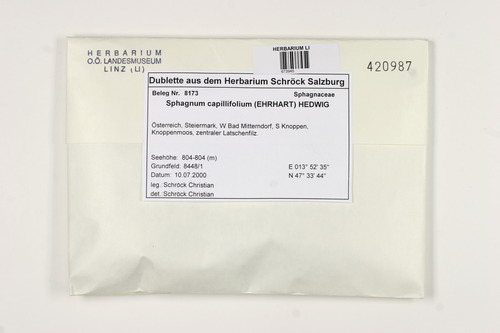 HERBARIUM
O.Ö. LANDESMUSEUM
LINZ (LI)
HERBARIUM LI
420987
Dublette aus dem Herbarium Schröck Salzburg
Beleg Nr. 8173 Sphagnaceae
Sphagnum capillifolium (EHRHART) HEDWIG
Österreich, Steiermark, W Bad Mitterndorf, S Knoppen,
Knoppenmoos, zentraler Latschenfilz.
Seehöhe: 804-804 (m)
Grundfeld: 8448/1 E 013° 52' 35"
Datum: 10.07.2000 N 47° 33' 44"
leg. Schröck Christian
det. Schröck Christian